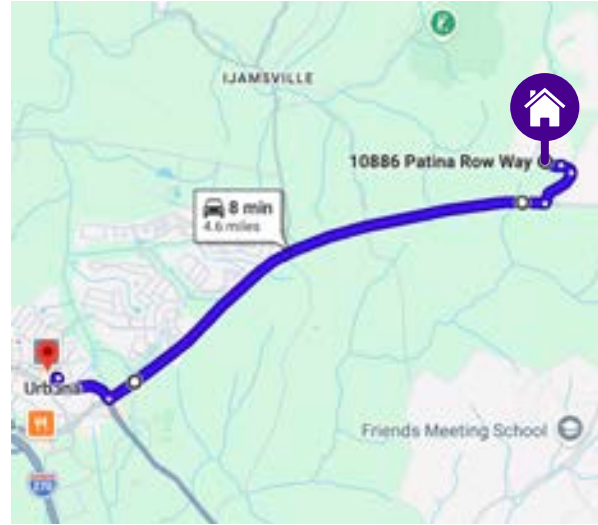 IJAMSVILLE
10886 Patina Row Way
8 min
4.6 miles
Urbana
Friends Meeting School
270